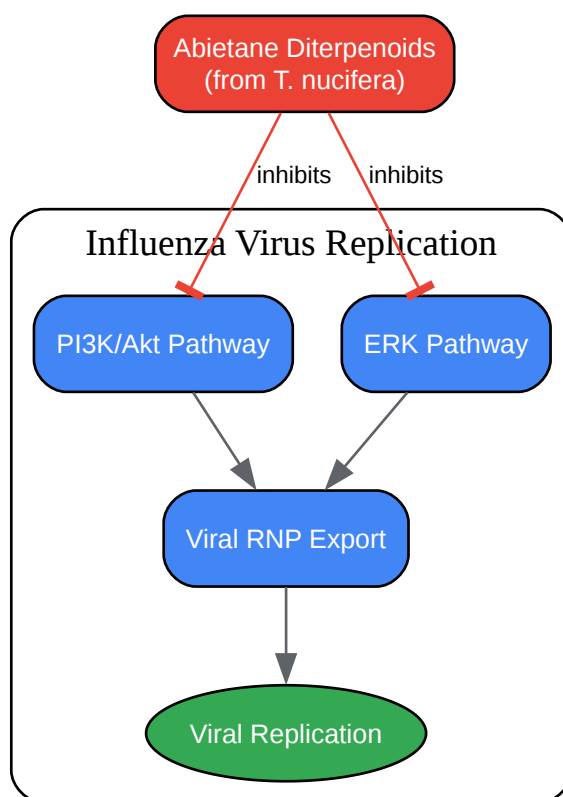 Abietane Diterpenoids
(from T. nucifera)
inhibits
inhibits
Influenza Virus Replication
PI3K/Akt Pathway
ERK Pathway
Viral RNP Export
Viral Replication